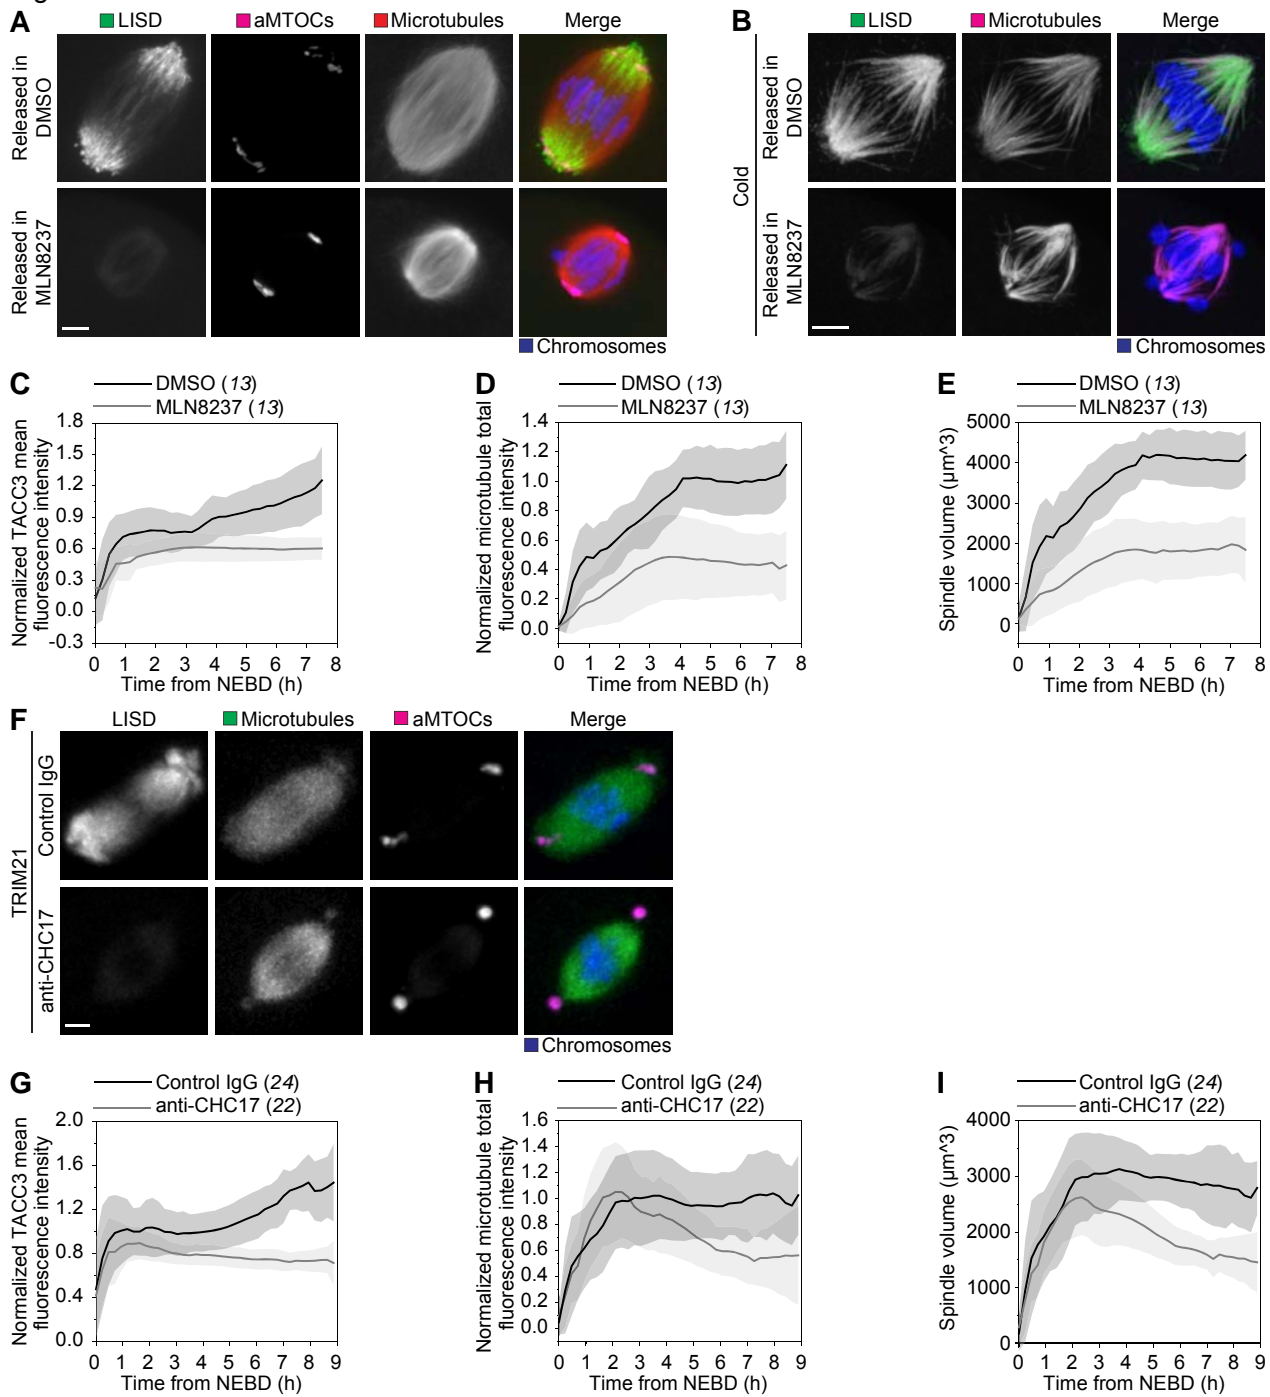 A
LISD
aMTOCs
Microtubules
Merge
Released in
DMSO
Released in
MLN8237
Chromosomes
B
LISD
Microtubules
Merge
Cold
Released in
DMSO
Released in
MLN8237
Chromosomes
C
DMSO (13)
MLN8237 (13)
Normalized TACC3 mean
fluorescence intensity
1.8
1.5
1.2
0.9
0.6
0.3
0.0
-0.3
0 1 2 3 4 5 6 7 8
Time from NEBD (h)
D
DMSO (13)
MLN8237 (13)
Normalized microtubule total
fluorescence intensity
1.4
1.2
1.0
0.8
0.6
0.4
0.2
0.0
0 1 2 3 4 5 6 7 8
Time from NEBD (h)
E
DMSO (13)
MLN8237 (13)
Spindle volume (µm^3)
5000
4000
3000
2000
1000
0
0 1 2 3 4 5 6 7 8
Time from NEBD (h)
F
LISD
Microtubules
aMTOCs
Merge
TRIM21
Control IgG
anti-CHC17
Chromosomes
G
Control IgG (24)
anti-CHC17 (22)
Normalized TACC3 mean
fluorescence intensity
2.0
1.6
1.2
0.8
0.4
0.0
0 1 2 3 4 5 6 7 8 9
Time from NEBD (h)
H
Control IgG (24)
anti-CHC17 (22)
Normalized microtubule total
fluorescence intensity
1.6
1.4
1.2
1.0
0.8
0.6
0.4
0.2
0.0
0 1 2 3 4 5 6 7 8 9
Time from NEBD (h)
I
Control IgG (24)
anti-CHC17 (22)
Spindle volume (µm^3)
4000
3000
2000
1000
0
0 1 2 3 4 5 6 7 8 9
Time from NEBD (h)